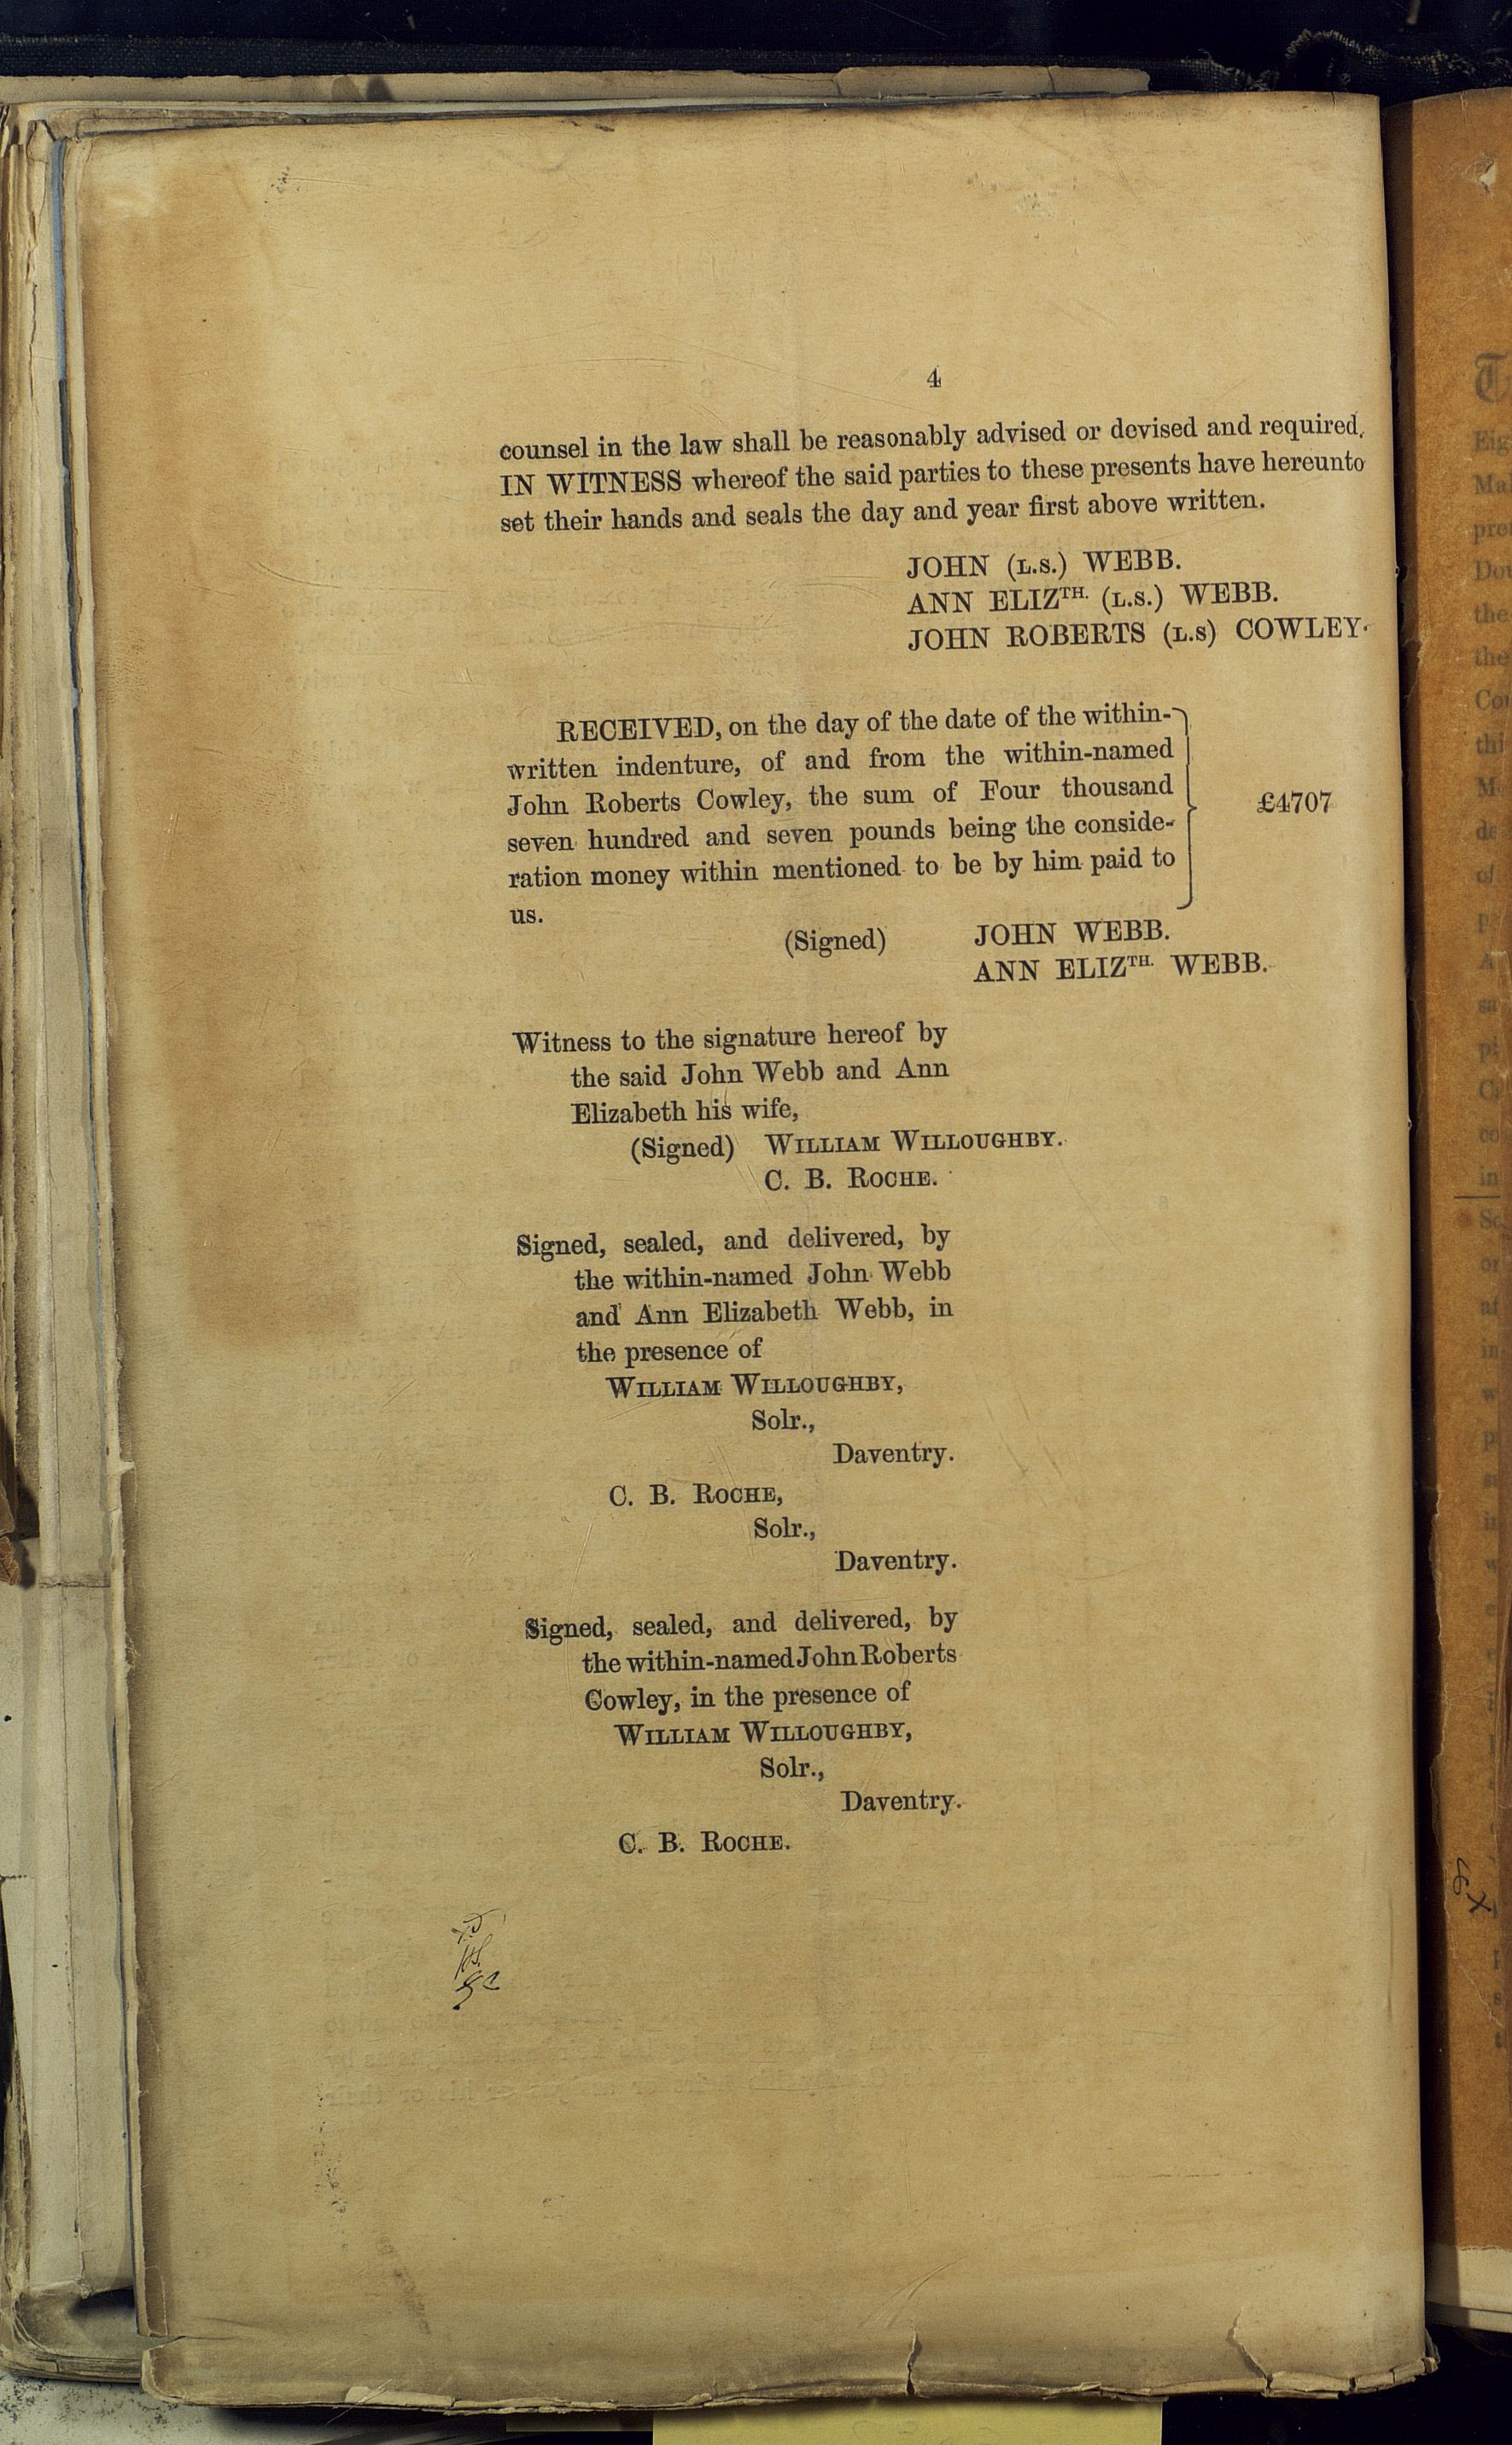 4
counsel in the law shall be reasonably advised or devised and required.
IN WITNESS whereof the said parties to these presents have hereunto
set their hands and seals the day and year first above written.
JOHN (L.S.) WEBB.
ANN ELIZTH. (L.S.) WEBB.
JOHN ROBERTS (L.S) COWLEY.
RECEIVED, on the day of the date of the within-
written indenture, of and from the within-named
John Roberts Cowley, the sum of Four thousand
seven hundred and seven pounds being the conside-
ration money within mentioned to be by him paid to
us.
£4707
(Signed) JOHN WEBB.
ANN ELIZTH. WEBB.
Witness to the signature hereof by
the said John Webb and Ann
Elizabeth his wife,
(Signed) WILLIAM WILLOUGHBY.
C. B. ROCHE.
Signed, sealed, and delivered, by
the within-named John Webb
and Ann Elizabeth Webb, in
the presence of
WILLIAM WILLOUGHBY,
Solr.,
Daventry.
C. B. ROCHE,
Solr.,
Daventry.
Signed, sealed, and delivered, by
the within-named John Roberts
Cowley, in the presence of
WILLIAM WILLOUGHBY,
Solr.,
Daventry.
C. B. ROCHE.